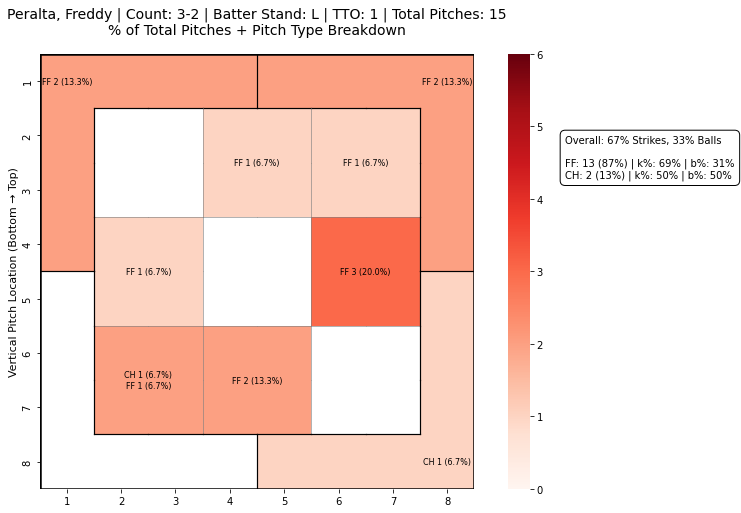 Peralta, Freddy | Count: 3-2 | Batter Stand: L | TTO: 1 | Total Pitches: 15
% of Total Pitches + Pitch Type Breakdown
FF 2 (13.3%)
FF 2 (13.3%)
FF 1 (6.7%)
FF 1 (6.7%)
FF 1 (6.7%)
FF 3 (20.0%)
CH 1 (6.7%)
FF 1 (6.7%)
FF 2 (13.3%)
CH 1 (6.7%)
Vertical Pitch Location (Bottom → Top)
1
2
3
4
5
6
7
8
1 2 3 4 5 6 7 8
6
5
4
3
2
1
0
Overall: 67% Strikes, 33% Balls
FF: 13 (87%) | k%: 69% | b%: 31%
CH: 2 (13%) | k%: 50% | b%: 50%